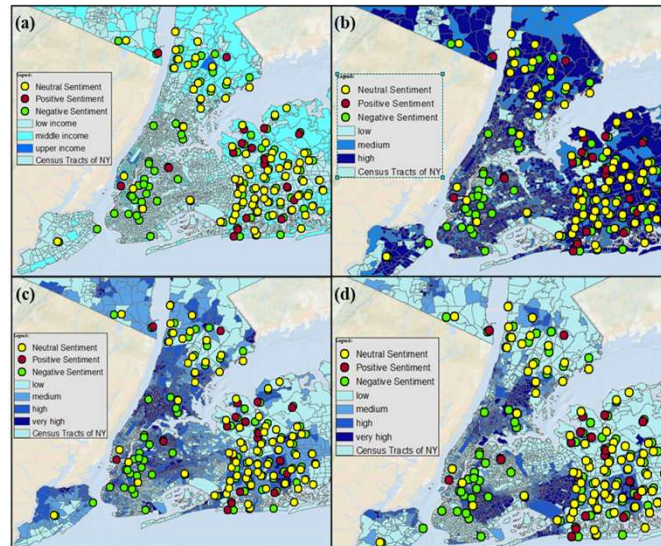 (a)
Legend:
Neutral Sentiment
Positive Sentiment
Negative Sentiment
low income
middle income
upper income
Census Tracts of NY
(b)
Legend:
Neutral Sentiment
Positive Sentiment
Negative Sentiment
low
medium
high
Census Tracts of NY
(c)
Legend:
Neutral Sentiment
Positive Sentiment
Negative Sentiment
low
medium
high
very high
Census Tracts of NY
(d)
Legend:
Neutral Sentiment
Positive Sentiment
Negative Sentiment
low
medium
high
very high
Census Tracts of NY